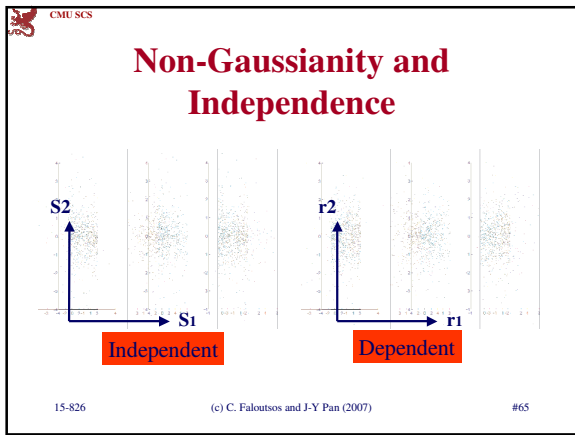 CMU SCS
Non-Gaussianity and
Independence
S2
S1
Independent
r2
r1
Dependent
15-826
(c) C. Faloutsos and J-Y Pan (2007)
#65